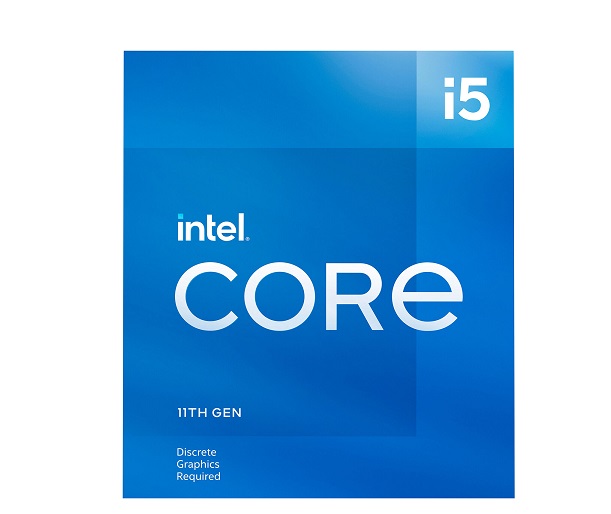 i5
intel.
CORE
11TH GEN
Discrete
Graphics
Required